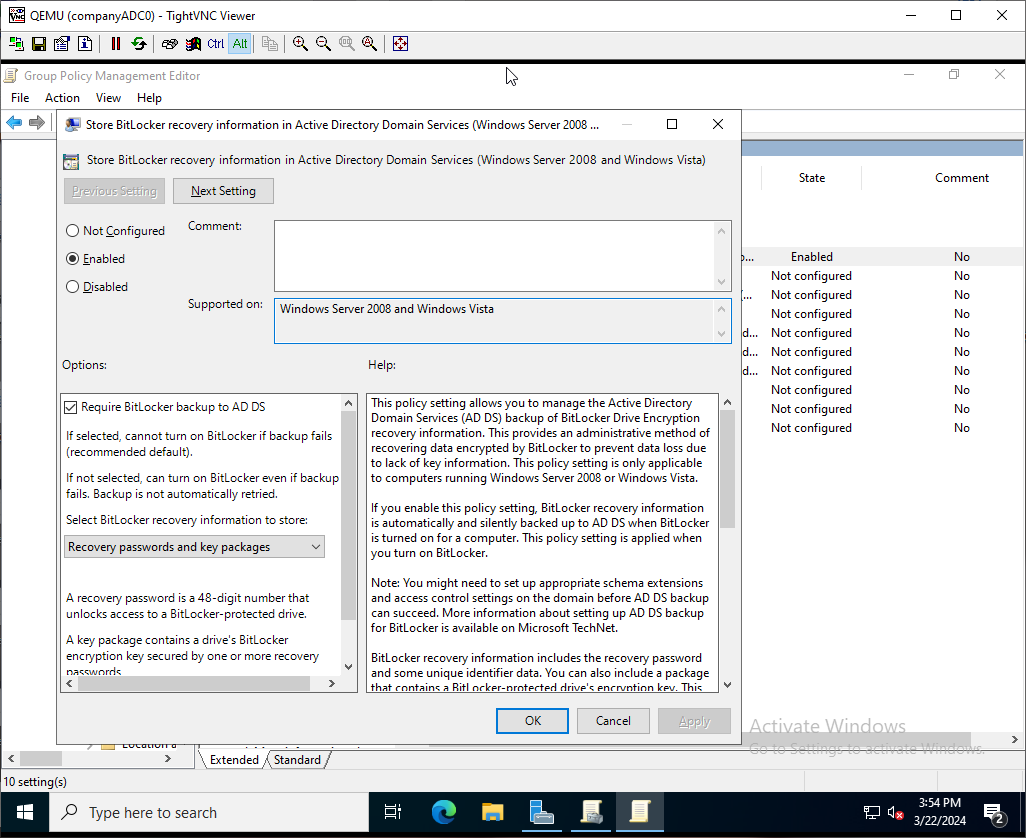 QEMU (companyADC0) - TightVNC Viewer
Ctrl Alt
Group Policy Management Editor
File Action View Help
Store BitLocker recovery information in Active Directory Domain Services (Windows Server 2008 ...
Store BitLocker recovery information in Active Directory Domain Services (Windows Server 2008 and Windows Vista)
Previous Setting Next Setting
Not Configured
Enabled
Disabled
Comment:
Supported on:
Windows Server 2008 and Windows Vista
Options:
Help:
Require BitLocker backup to AD DS
If selected, cannot turn on BitLocker if backup fails
(recommended default).
If not selected, can turn on BitLocker even if backup
fails. Backup is not automatically retried.
Select BitLocker recovery information to store:
Recovery passwords and key packages
A recovery password is a 48-digit number that
unlocks access to a BitLocker-protected drive.
A key package contains a drive's BitLocker
encryption key secured by one or more recovery
passwords
This policy setting allows you to manage the Active Directory
Domain Services (AD DS) backup of BitLocker Drive Encryption
recovery information. This provides an administrative method of
recovering data encrypted by BitLocker to prevent data loss due
to lack of key information. This policy setting is only applicable
to computers running Windows Server 2008 or Windows Vista.
If you enable this policy setting, BitLocker recovery information
is automatically and silently backed up to AD DS when BitLocker
is turned on for a computer. This policy setting is applied when
you turn on BitLocker.
Note: You might need to set up appropriate schema extensions
and access control settings on the domain before AD DS backup
can succeed. More information about setting up AD DS backup
for BitLocker is available on Microsoft TechNet.
BitLocker recovery information includes the recovery password
and some unique identifier data. You can also include a package
that contains a BitLocker-protected drive's encryption key. This
OK Cancel Apply
State Comment
o... Enabled No
Not configured No
(... Not configured No
Not configured No
d... Not configured No
d... Not configured No
d... Not configured No
Not configured No
Not configured No
Not configured No
Activate Windows
Go to Settings to activate Windows.
Location a
Extended Standard
10 setting(s)
Type here to search
3:54 PM
3/22/2024
2